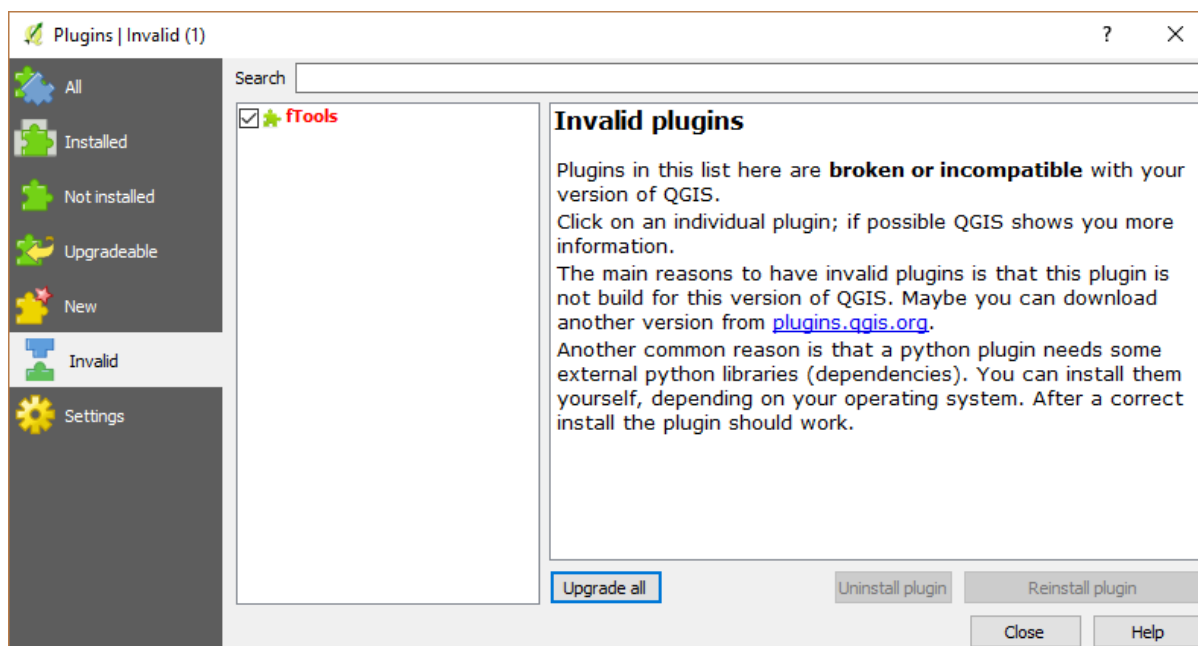 Plugins | Invalid (1)
?
All
Installed
Not installed
Upgradeable
New
Invalid
Settings
Search
fTools
Invalid plugins
Plugins in this list here are broken or incompatible with your
version of QGIS.
Click on an individual plugin; if possible QGIS shows you more
information.
The main reasons to have invalid plugins is that this plugin is
not build for this version of QGIS. Maybe you can download
another version from plugins.qgis.org.
Another common reason is that a python plugin needs some
external python libraries (dependencies). You can install them
yourself, depending on your operating system. After a correct
install the plugin should work.
Upgrade all
Uninstall plugin
Reinstall plugin
Close
Help